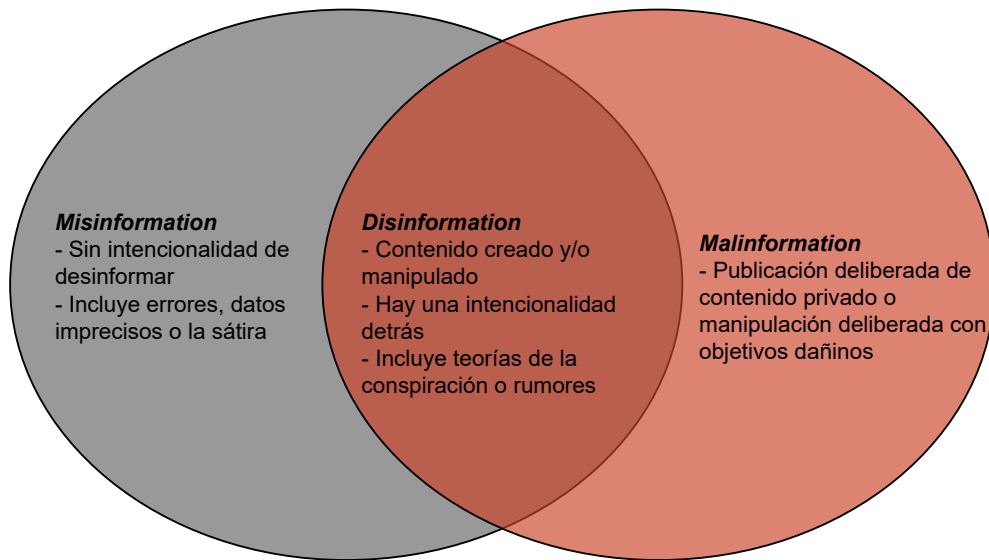 Misinformation
- Sin intencionalidad de
desinformar
- Incluye errores, datos
imprecisos o la sátira
Disinformation
- Contenido creado y/o
manipulado
- Hay una intencionalidad
detrás
- Incluye teorías de la
conspiración o rumores
Malinformation
- Publicación deliberada de
contenido privado o
manipulación deliberada con
objetivos dañinos